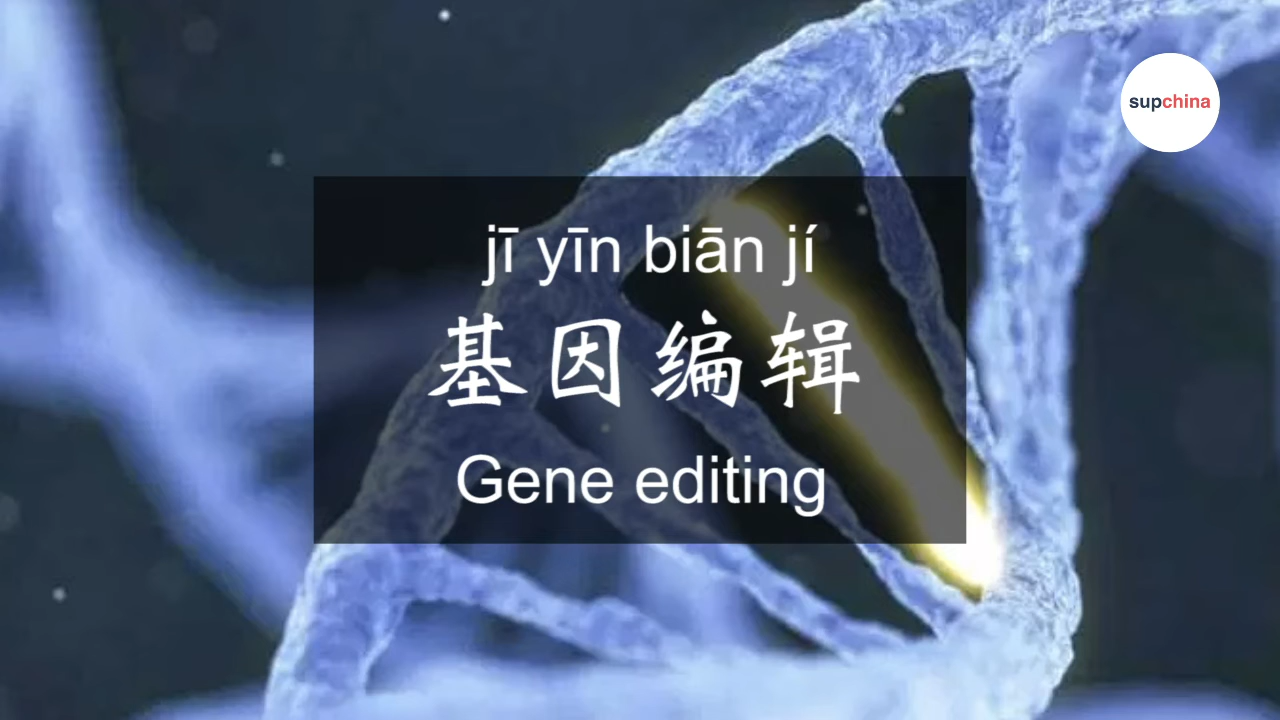 supchina
jī yīn biān jí
基因编辑
Gene editing